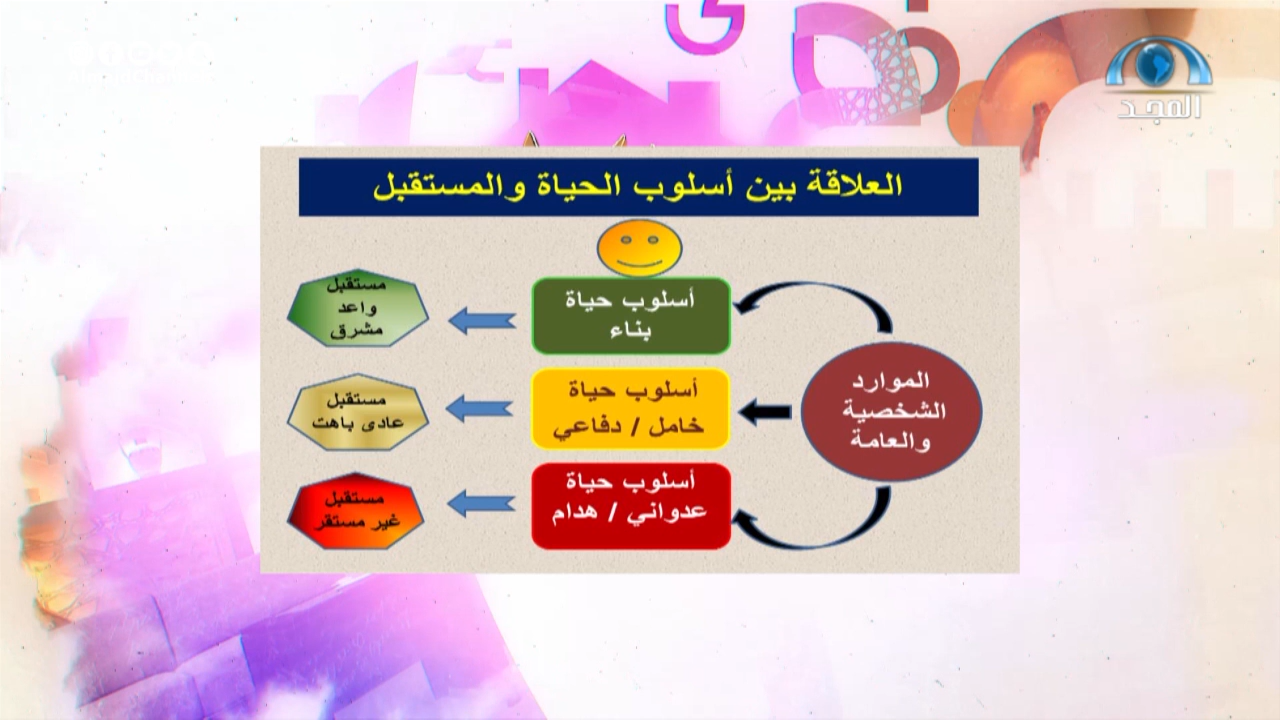 المجد
العلاقة بين أسلوب الحياة والمستقبل
الموارد
الشخصية
والعامة
أسلوب حياة
بناء
مستقبل
واعد
مشرق
أسلوب حياة
خامل / دفاعي
مستقبل
عادى باهت
أسلوب حياة
عدواني / هدام
مستقبل
غير مستقر